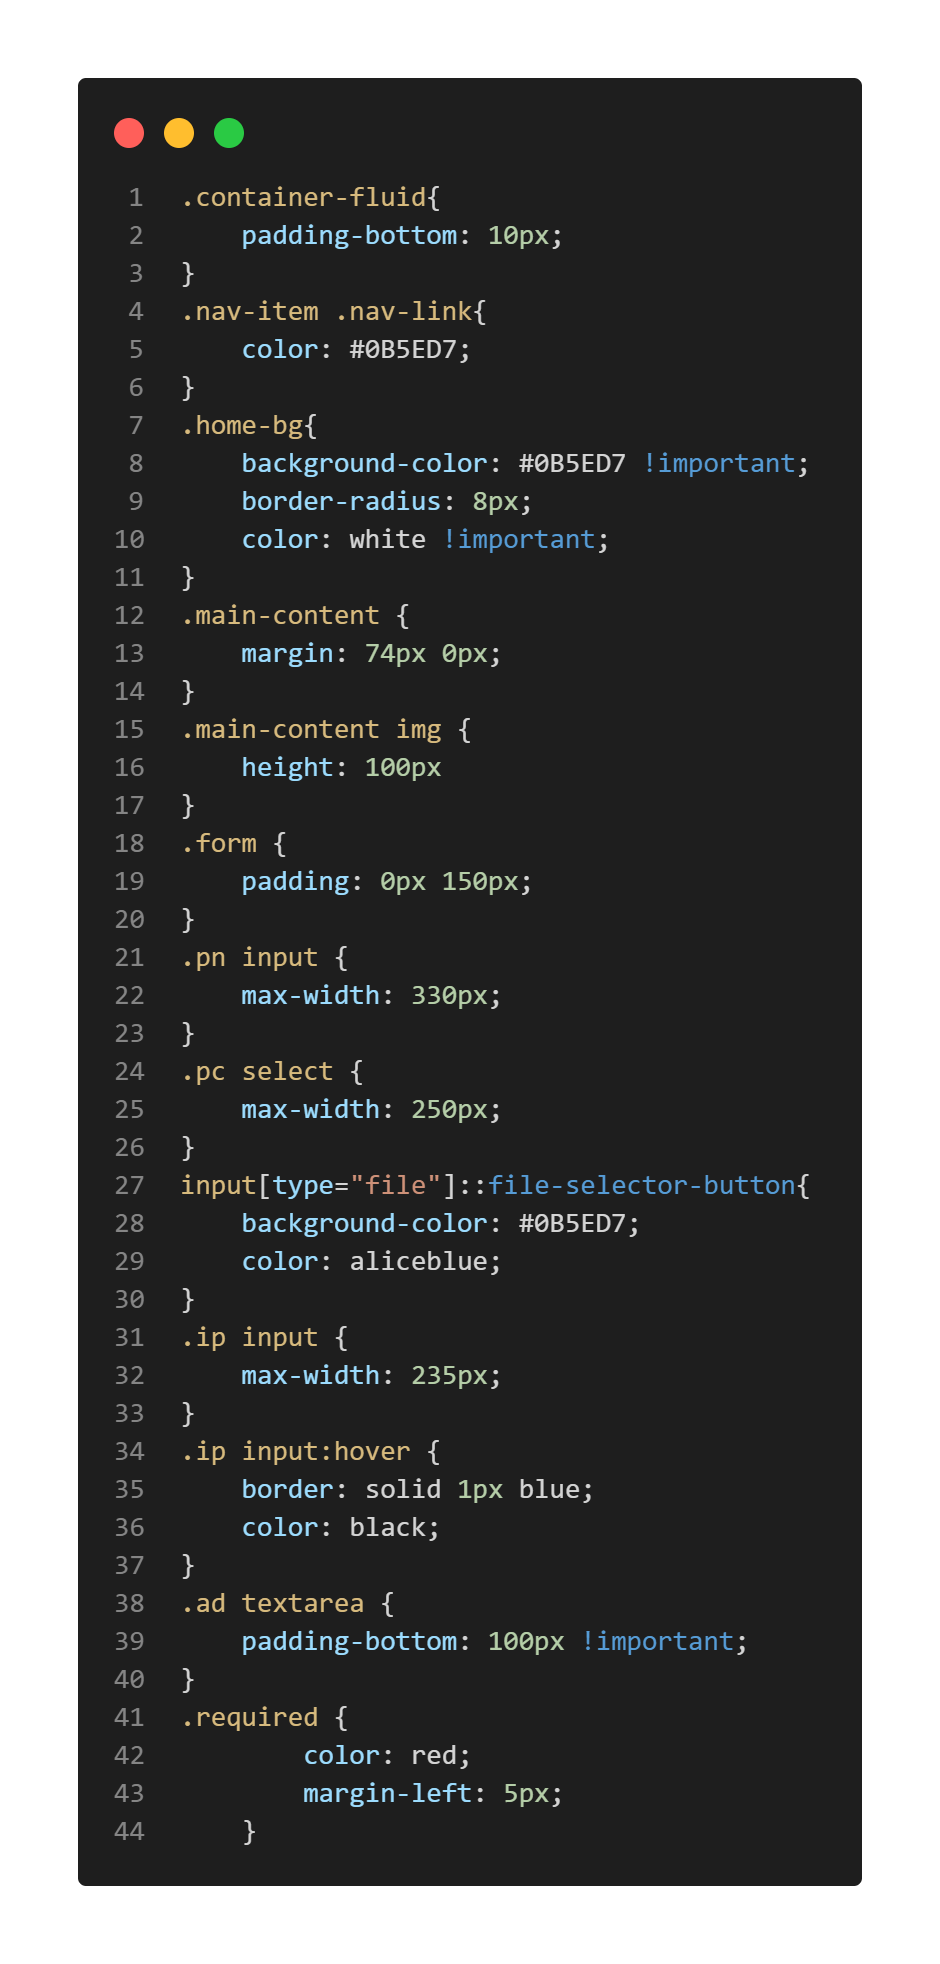 1 .container-fluid{
2     padding-bottom: 10px;
3 }
4 .nav-item .nav-link{
5     color: #0B5ED7;
6 }
7 .home-bg{
8     background-color: #0B5ED7 !important;
9     border-radius: 8px;
10     color: white !important;
11 }
12 .main-content {
13     margin: 74px 0px;
14 }
15 .main-content img {
16     height: 100px
17 }
18 .form {
19     padding: 0px 150px;
20 }
21 .pn input {
22     max-width: 330px;
23 }
24 .pc select {
25     max-width: 250px;
26 }
27 input[type="file"]::file-selector-button{
28     background-color: #0B5ED7;
29     color: aliceblue;
30 }
31 .ip input {
32     max-width: 235px;
33 }
34 .ip input:hover {
35     border: solid 1px blue;
36     color: black;
37 }
38 .ad textarea {
39     padding-bottom: 100px !important;
40 }
41 .required {
42         color: red;
43         margin-left: 5px;
44     }